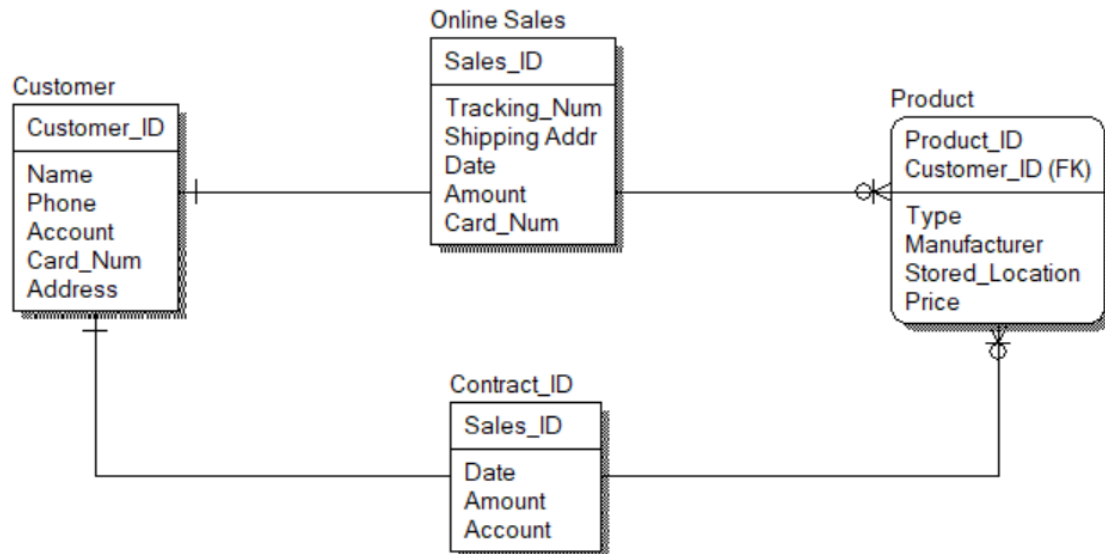 Online Sales
Sales_ID
Tracking_Num
Shipping Addr
Date
Amount
Card_Num
Customer
Customer_ID
Name
Phone
Account
Card_Num
Address
Product
Product_ID
Customer_ID (FK)
Type
Manufacturer
Stored_Location
Price
Contract_ID
Sales_ID
Date
Amount
Account